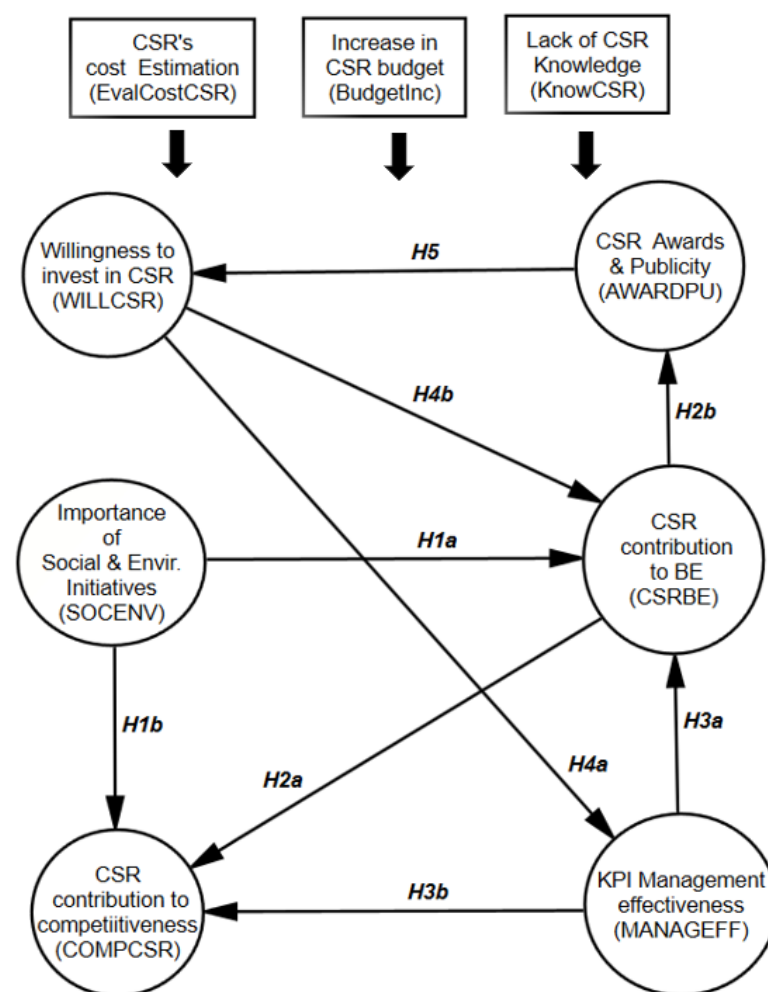 CSR's
cost Estimation
(EvalCostCSR)
Increase in
CSR budget
(BudgetInc)
Lack of CSR
Knowledge
(KnowCSR)
Willingness to
invest in CSR
(WILLCSR)
H5
CSR Awards
& Publicity
(AWARDPU)
H4b
H2b
Importance
of
Social & Envir.
Initiatives
(SOCENV)
H1a
CSR
contribution
to BE
(CSRBE)
H1b
H2a
H4a
H3a
CSR
contribution to
competiitiveness
(COMPCSR)
H3b
KPI Management
effectiveness
(MANAGEFF)